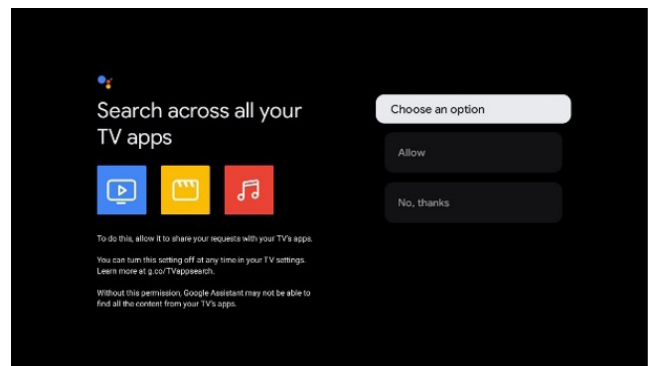 Search across all your
TV apps
To do this, allow it to share your requests with your TV's apps.
You can turn this setting off at any time in your TV settings.
Learn more at g.co/TVappsearch.
Without this permission, Google Assistant may not be able to
find all the content from your TV's apps.
Choose an option
Allow
No, thanks